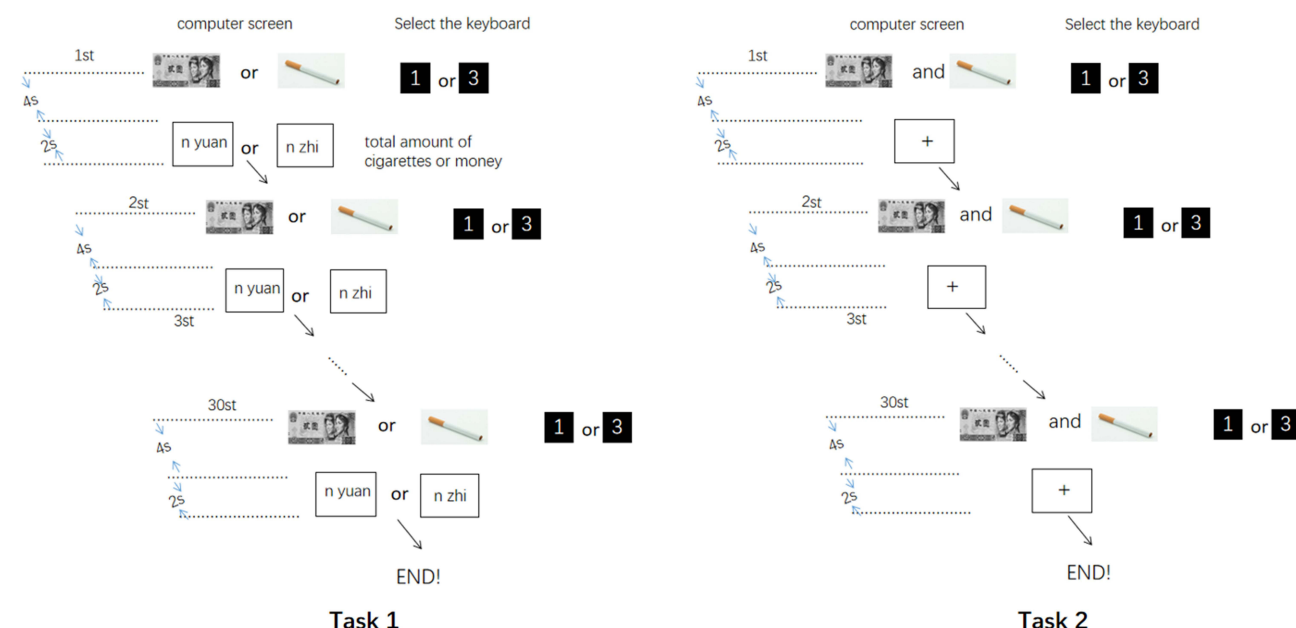 computer screen Select the keyboard
1st or 1 or 3
4s
n yuan or n zhi total amount of
cigarettes or money
2s
2st or 1 or 3
4s
n yuan or n zhi
2s
3st
30st or 1 or 3
4s
n yuan or n zhi
2s
END!
Task 1
computer screen Select the keyboard
1st and 1 or 3
4s
+
2s
2st and 1 or 3
4s
+
2s
3st
30st and 1 or 3
4s
+
2s
END!
Task 2